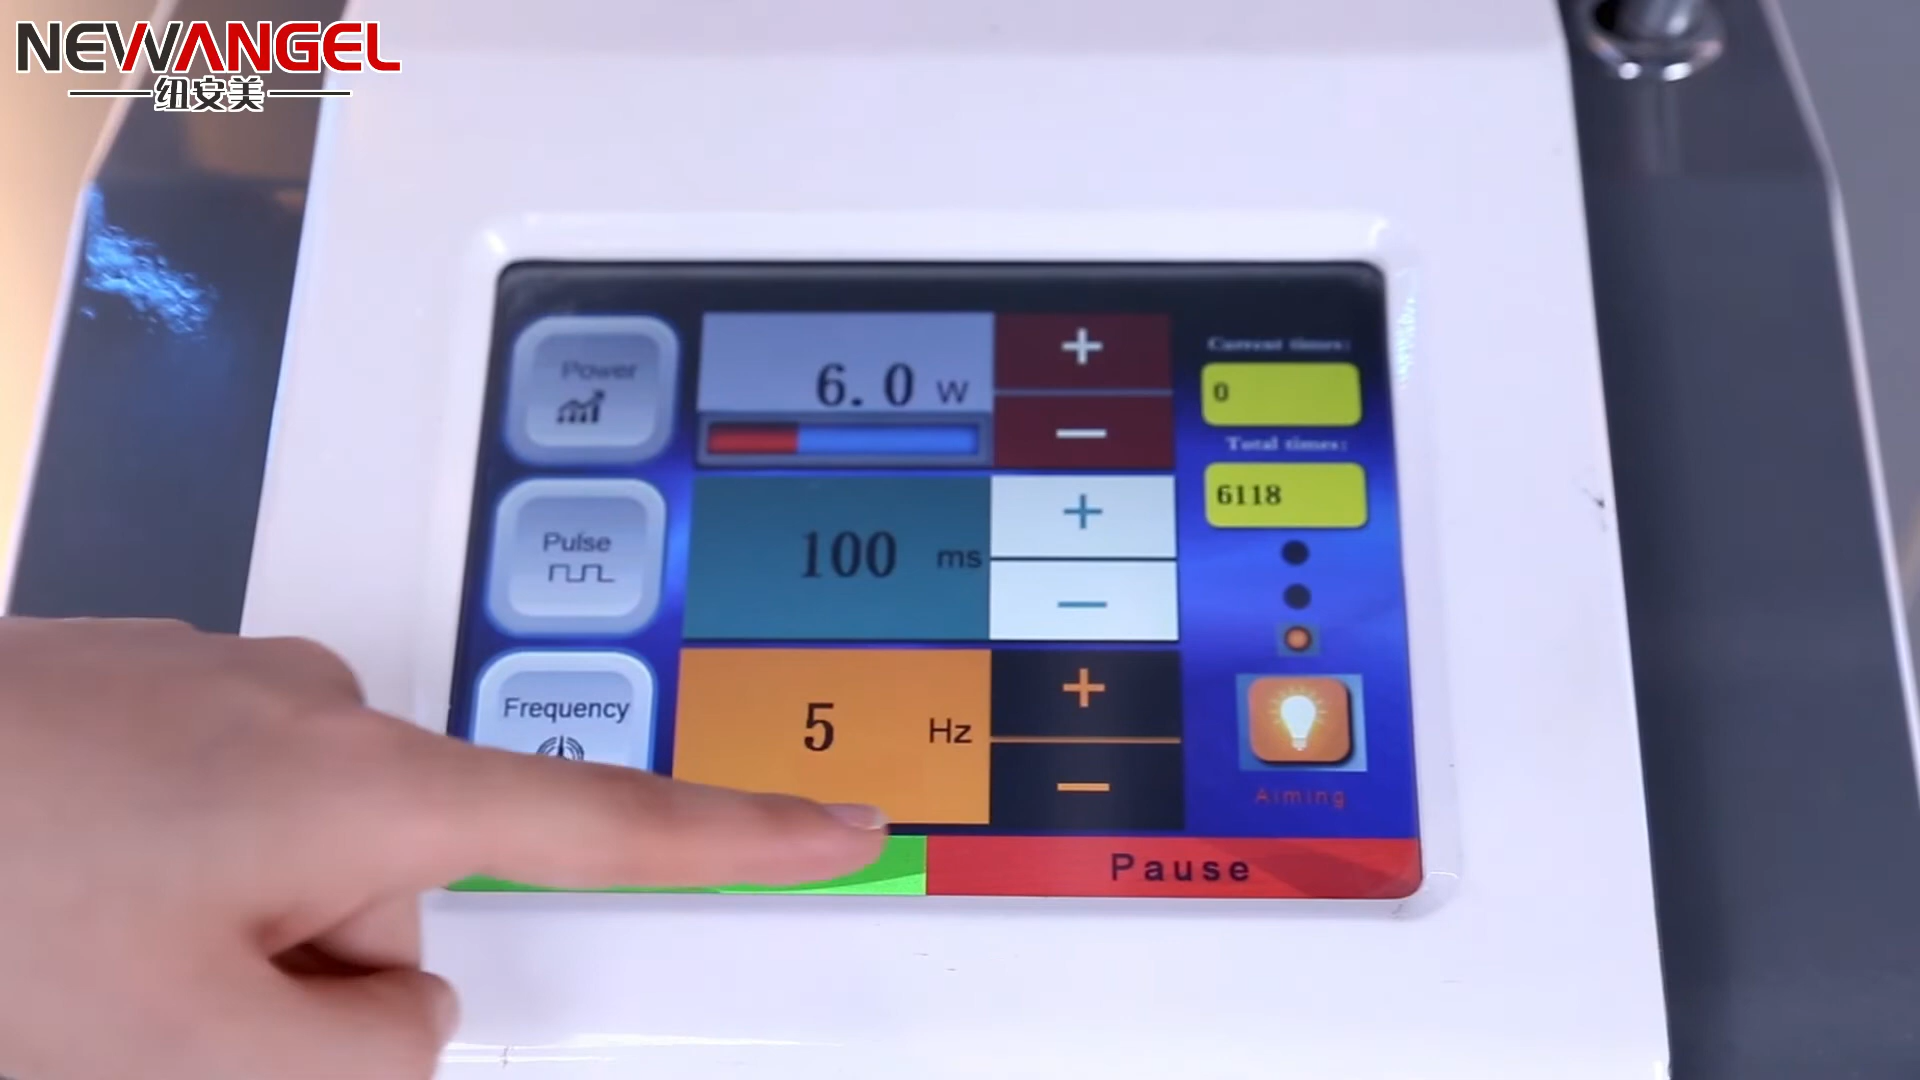 NEWANGEL
纽安美
Power
6.0 W
+
−
Current times:
0
Total times:
6118
Pulse
100 ms
+
−
Frequency
5 Hz
+
−
Aiming
Pause